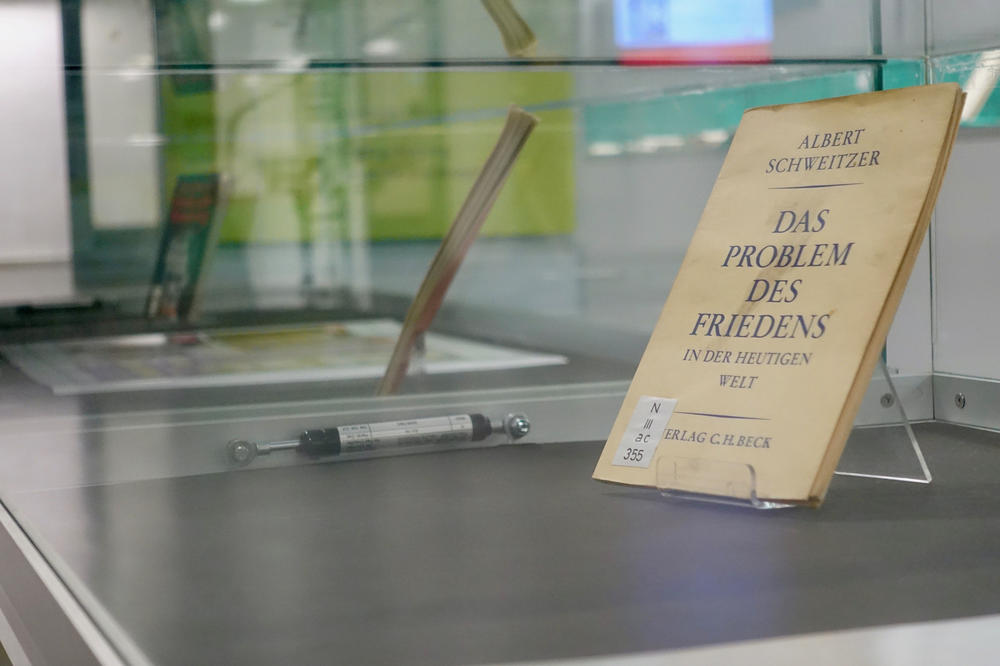 ALBERT
SCHWEITZER
DAS
PROBLEM
DES
FRIEDENS
IN DER HEUTIGEN
WELT
N
III
ac
355
ERLAG C.H.BECK